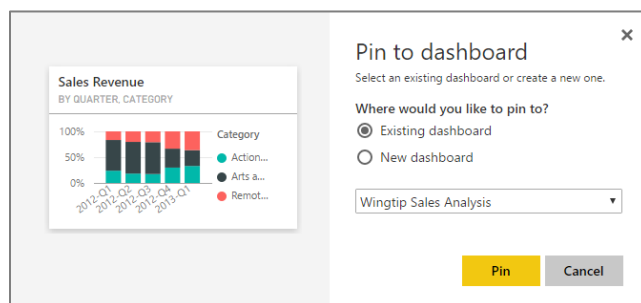 Sales Revenue
BY QUARTER, CATEGORY
100%
50%
0%
2012-Q1
2012-Q2
2012-Q3
2012-Q4
2013-Q1
Category
Action...
Arts a...
Remot...
Pin to dashboard
Select an existing dashboard or create a new one.
Where would you like to pin to?
Existing dashboard
New dashboard
Wingtip Sales Analysis
Pin
Cancel